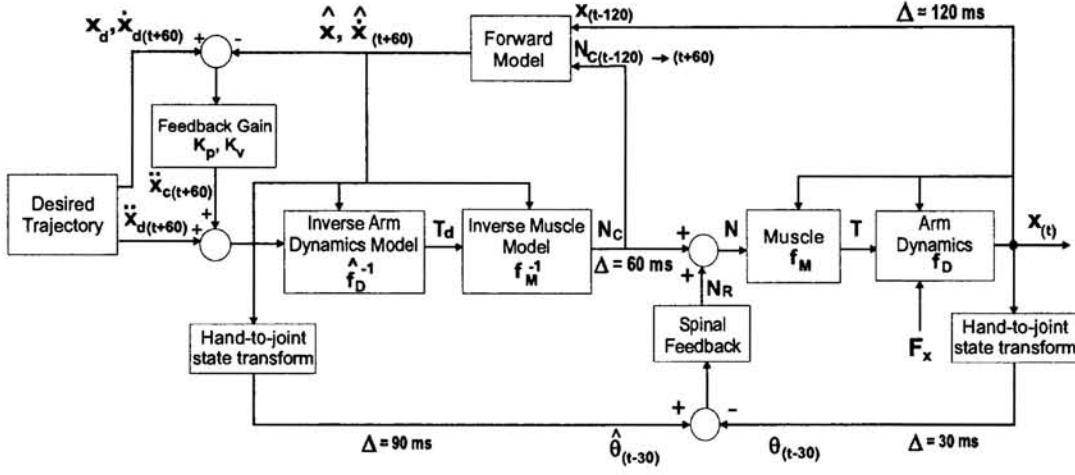 x_d, ẋ_d(t+60)
+
-
x̂, ẋ̂ (t+60)
Forward
Model
x(t-120)
N_C(t-120) → (t+60)
Δ ≈ 120 ms
Feedback Gain
K_p, K_v
ẍ_c(t+60)
+
Desired
Trajectory
ẍ_d(t+60)
+
Inverse Arm
Dynamics Model
f̂_D^-1
T_d
Inverse Muscle
Model
f_M^-1
N_C
Δ = 60 ms
+
+
N_R
N
Muscle
f_M
T
Arm
Dynamics
f_D
x(t)
F_x
Hand-to-joint
state transform
Spinal
Feedback
Hand-to-joint
state transform
Δ = 90 ms
θ̂(t-30)
+
-
θ(t-30)
Δ = 30 ms